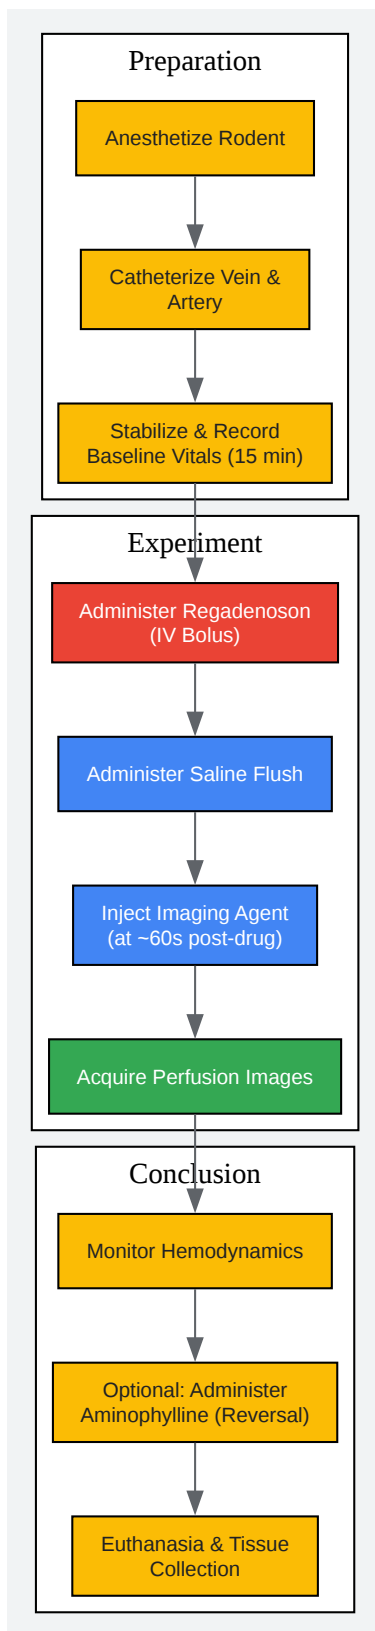 Preparation
Anesthetize Rodent
Catheterize Vein &
Artery
Stabilize & Record
Baseline Vitals (15 min)
Experiment
Administer Regadenoson
(IV Bolus)
Administer Saline Flush
Inject Imaging Agent
(at ~60s post-drug)
Acquire Perfusion Images
Conclusion
Monitor Hemodynamics
Optional: Administer
Aminophylline (Reversal)
Euthanasia & Tissue
Collection